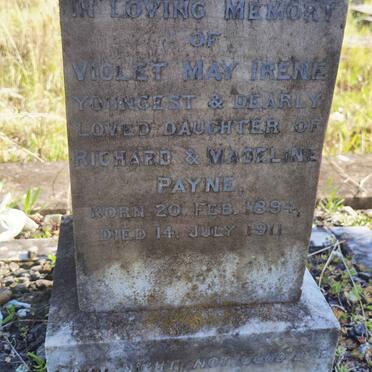 IN LOVING MEMORY
OF
VIOLET MAY IRENE
YOUNGEST & DEARLY
LOVED DAUGHTER OF
RICHARD & MADELINE
PAYNE.
BORN 20. FEB. 1894,
DIED 14. JULY 1911
NOT